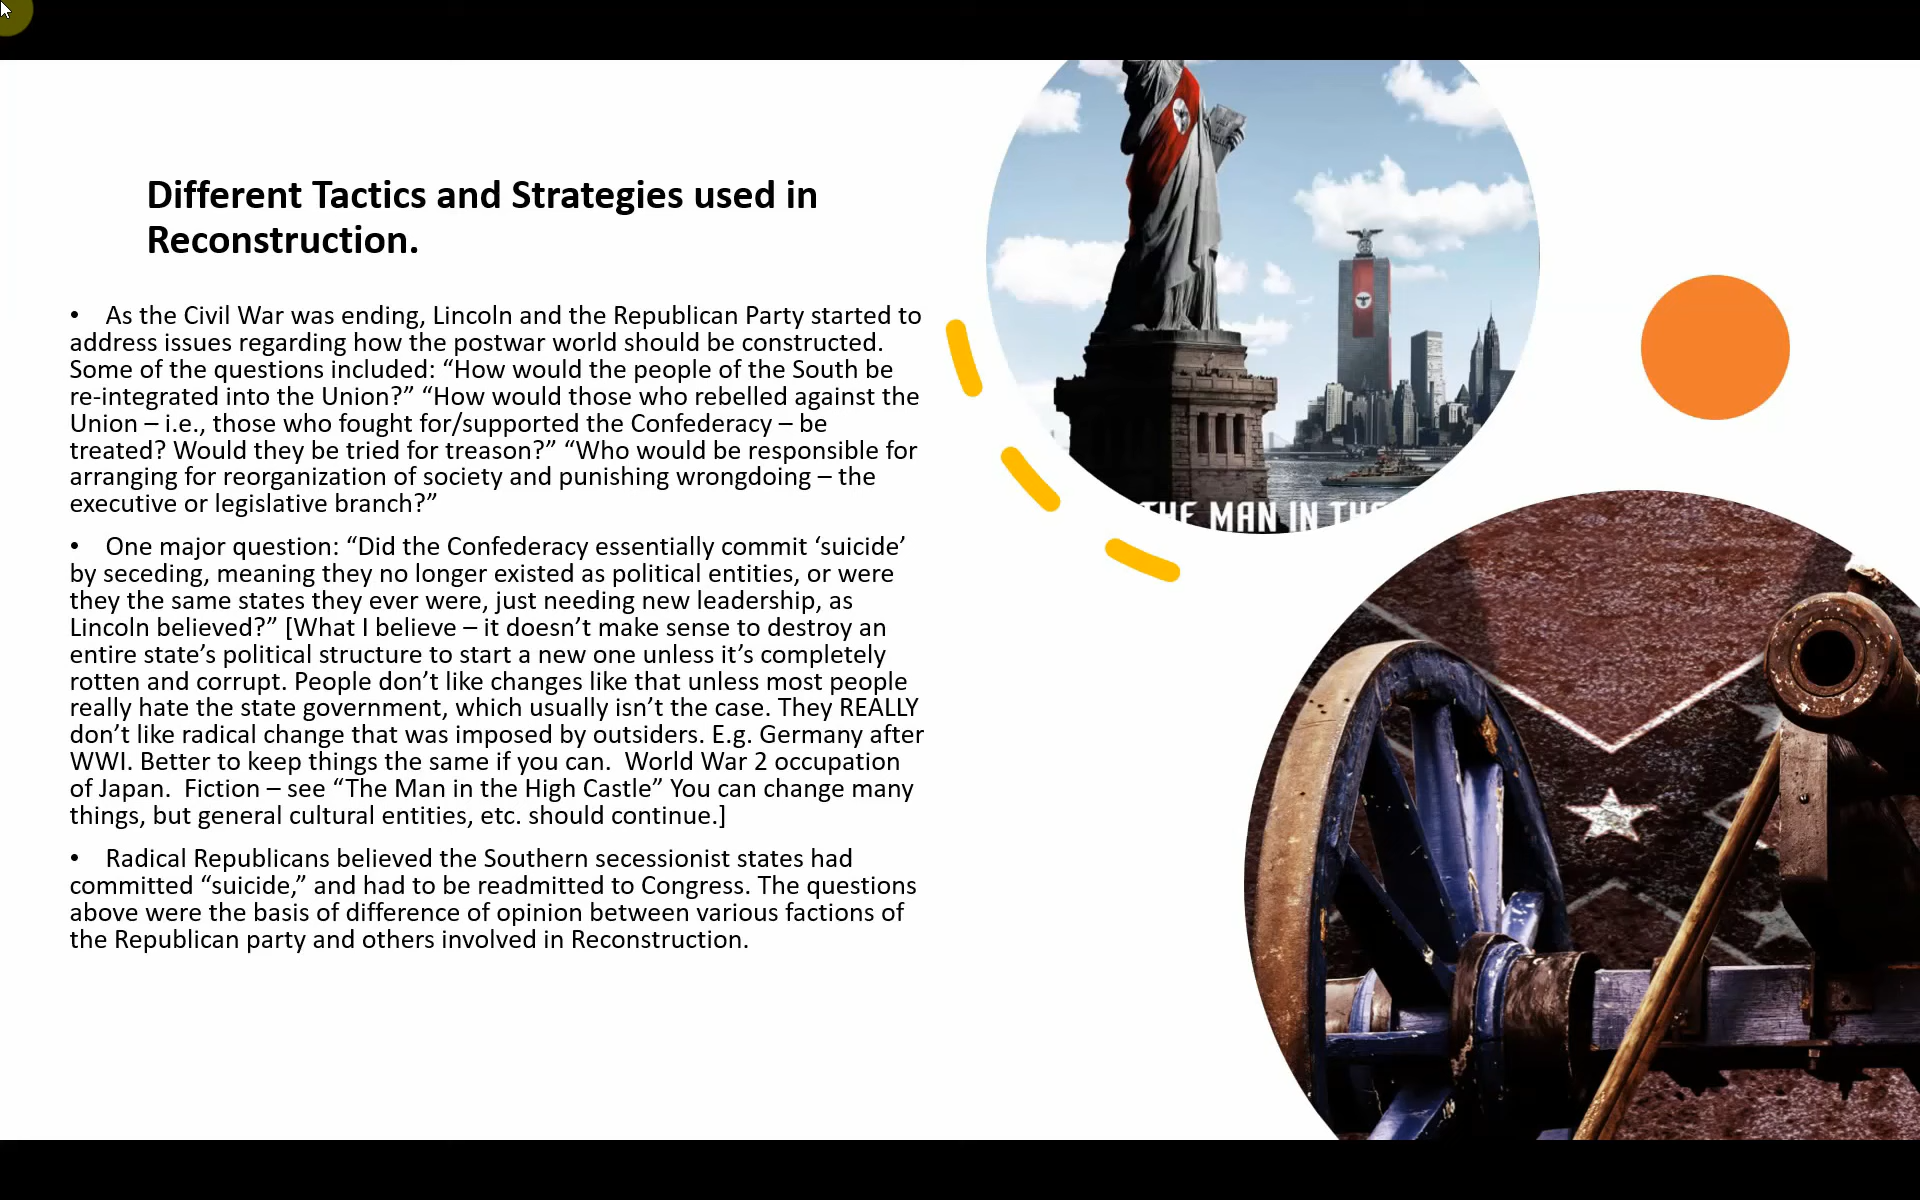 Different Tactics and Strategies used in
Reconstruction.
• As the Civil War was ending, Lincoln and the Republican Party started to
address issues regarding how the postwar world should be constructed.
Some of the questions included: “How would the people of the South be
re-integrated into the Union?” “How would those who rebelled against the
Union – i.e., those who fought for/supported the Confederacy – be
treated? Would they be tried for treason?” “Who would be responsible for
arranging for reorganization of society and punishing wrongdoing – the
executive or legislative branch?”
• One major question: “Did the Confederacy essentially commit ‘suicide’
by seceding, meaning they no longer existed as political entities, or were
they the same states they ever were, just needing new leadership, as
Lincoln believed?” [What I believe – it doesn’t make sense to destroy an
entire state’s political structure to start a new one unless it’s completely
rotten and corrupt. People don’t like changes like that unless most people
really hate the state government, which usually isn’t the case. They REALLY
don’t like radical change that was imposed by outsiders. E.g. Germany after
WWI. Better to keep things the same if you can.  World War 2 occupation
of Japan.  Fiction – see “The Man in the High Castle” You can change many
things, but general cultural entities, etc. should continue.]
• Radical Republicans believed the Southern secessionist states had
committed “suicide,” and had to be readmitted to Congress. The questions
above were the basis of difference of opinion between various factions of
the Republican party and others involved in Reconstruction.
THE MAN IN THE